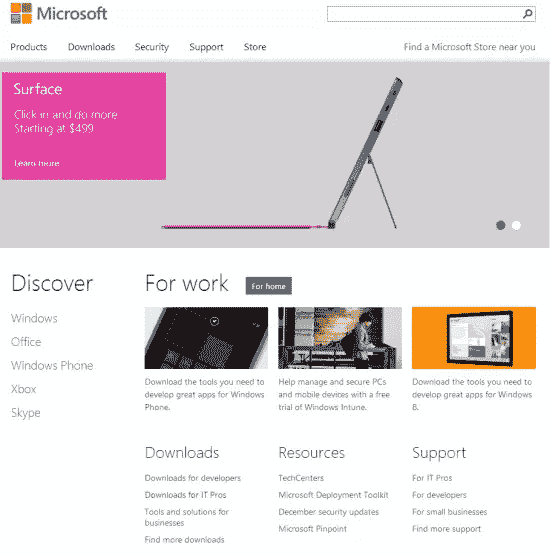 Microsoft
Products Downloads Security Support Store Find a Microsoft Store near you
Surface
Click in and do more
Starting at $499
Learn more
Discover
Windows
Office
Windows Phone
Xbox
Skype
For work For home
Download the tools you need to
develop great apps for Windows
Phone.
Help manage and secure PCs
and mobile devices with a free
trial of Windows Intune.
Download the tools you need to
develop great apps for Windows
8.
Downloads
Downloads for developers
Downloads for IT Pros
Tools and solutions for
businesses
Find more downloads
Resources
TechCenters
Microsoft Deployment Toolkit
December security updates
Microsoft Pinpoint
Support
For IT Pros
For developers
For small businesses
Find more support